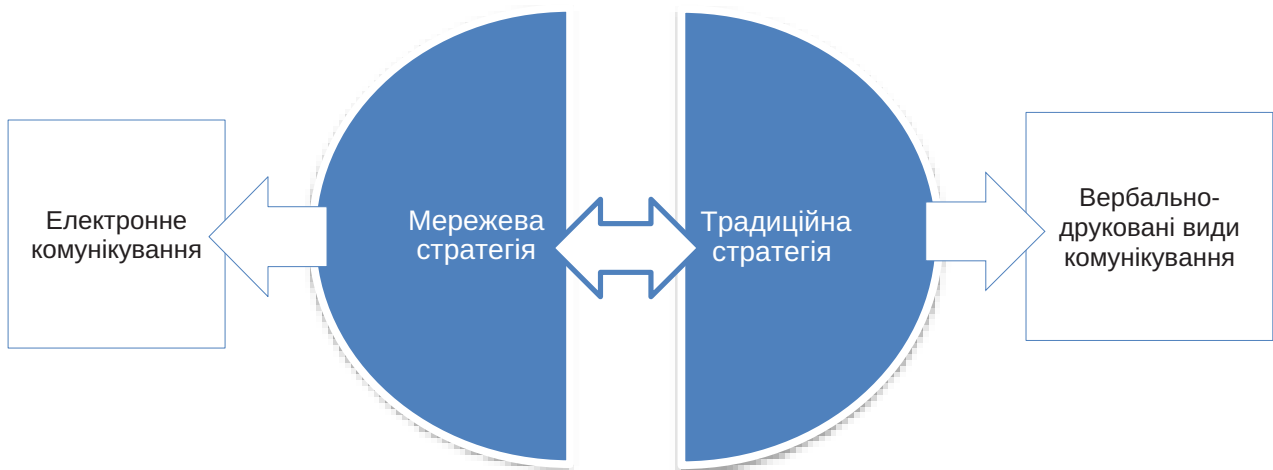 Електронне
комунікування
Мережева
стратегія
Традиційна
стратегія
Вербально-
друковані види
комунікування